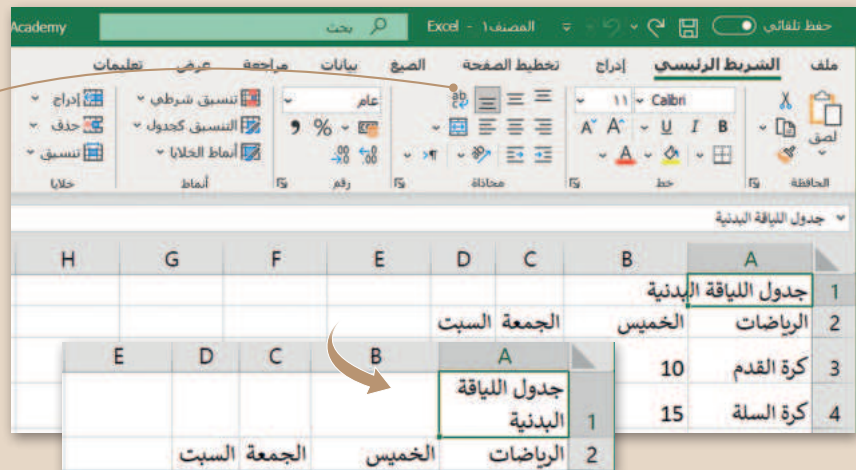 حفظ تلقائي المصنف١ - Excel بحث Academy
ملف الشريط الرئيسي إدراج تخطيط الصفحة الصيغ بيانات مراجعة عرض تعليمات
لصق Calibri ١١ عام تنسيق شرطي إدراج
B I U A A % التنسيق كجدول حذف
A أنماط الخلايا تنسيق
الحافظة خط محاذاة رقم أنماط خلايا
جدول اللياقة البدنية
A B C D E F G H
1 جدول اللياقة البدنية
2 الرياضات الخميس الجمعة السبت
3 كرة القدم 10
4 كرة السلة 15
A B C D E
1 جدول اللياقة
البدنية
2 الرياضات الخميس الجمعة السبت